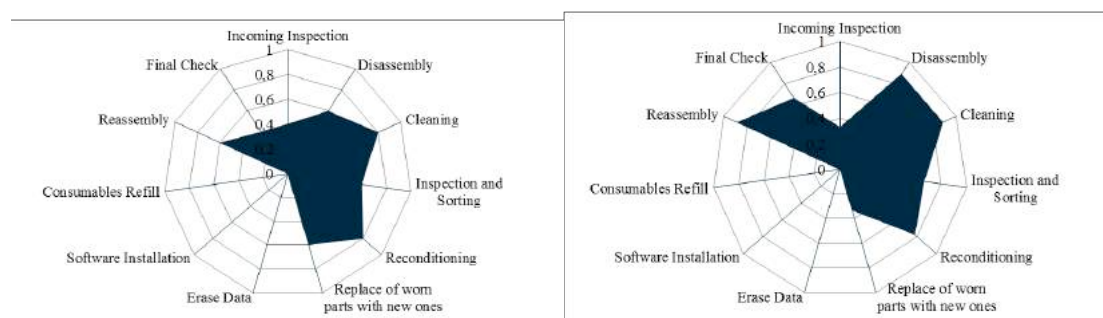 Incoming Inspection
1
Final Check
Disassembly
0,8
0,6
Reassembly
Cleaning
0,4
0,2
0
Consumables Refill
Inspection and
Sorting
Software Installation
Reconditioning
Erase Data
Replace of worn
parts with new ones
Incoming Inspection
1
Final Check
Disassembly
0,8
0,6
Reassembly
Cleaning
0,4
0,2
0
Consumables Refill
Inspection and
Sorting
Software Installation
Reconditioning
Erase Data
Replace of worn
parts with new ones